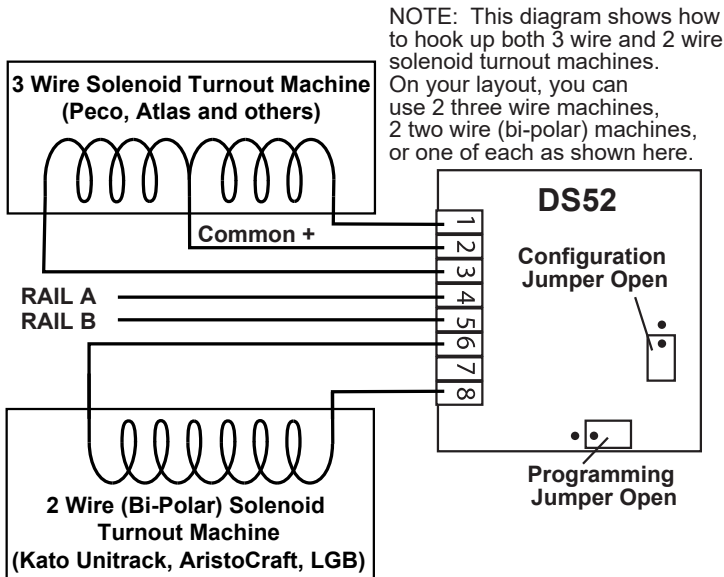 NOTE:  This diagram shows how
to hook up both 3 wire and 2 wire
solenoid turnout machines.
On your layout, you can
use 2 three wire machines,
2 two wire (bi-polar) machines,
or one of each as shown here.
3 Wire Solenoid Turnout Machine
(Peco, Atlas and others)
Common +
RAIL A
RAIL B
1
2
3
4
5
6
7
8
DS52
Configuration
Jumper Open
Programming
Jumper Open
2 Wire (Bi-Polar) Solenoid
Turnout Machine
(Kato Unitrack, AristoCraft, LGB)